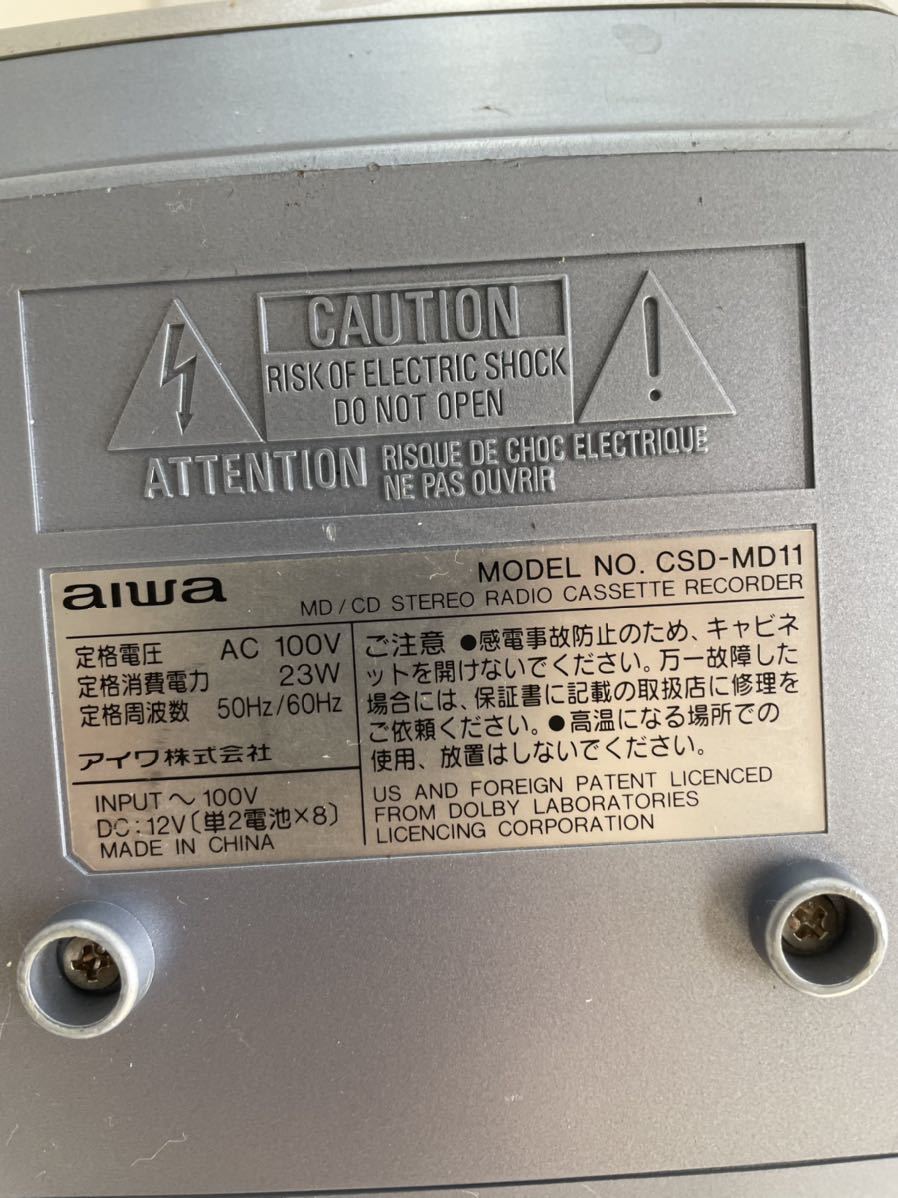 CAUTION
RISK OF ELECTRIC SHOCK
DO NOT OPEN
ATTENTION RISQUE DE CHOC ELECTRIQUE
NE PAS OUVRIR
aiwa
MODEL NO. CSD-MD11
MD/CD STEREO RADIO CASSETTE RECORDER
定格電圧 AC 100V
定格消費電力 23W
定格周波数 50Hz/60Hz
アイワ株式会社
INPUT ～ 100V
DC:12V〔単2電池×8〕
MADE IN CHINA
ご注意 ●感電事故防止のため、キャビネ
ットを開けないでください。万一故障した
場合には、保証書に記載の取扱店に修理を
ご依頼ください。●高温になる場所での
使用、放置はしないでください。
US AND FOREIGN PATENT LICENCED
FROM DOLBY LABORATORIES
LICENCING CORPORATION